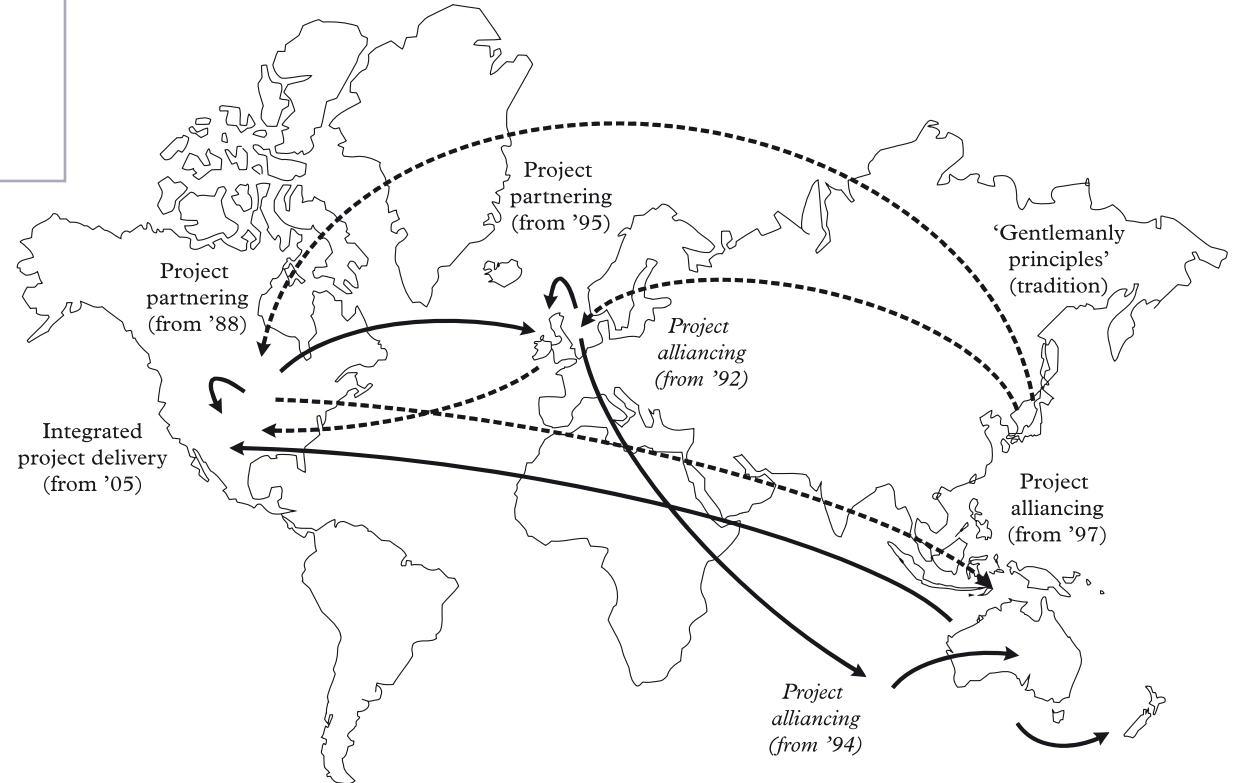 Project
partnering
(from ’95)
‘Gentlemanly
principles’
(tradition)
Project
partnering
(from ’88)
Project
alliancing
(from ’92)
Integrated
project delivery
(from ’05)
Project
alliancing
(from ’97)
Project
alliancing
(from ’94)